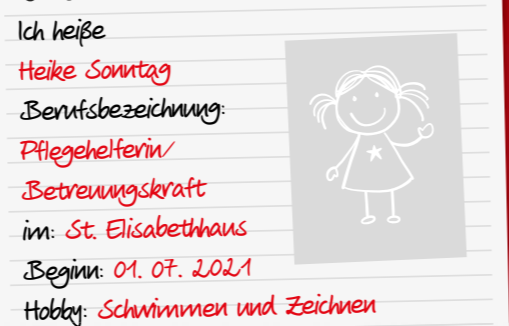 Ich heiße
Heike Sonntag
Berufsbezeichnung:
Pflegehelferin/
Betreuungskraft
im: St. Elisabethhaus
Beginn: 01. 07. 2021
Hobby: Schwimmen und Zeichnen